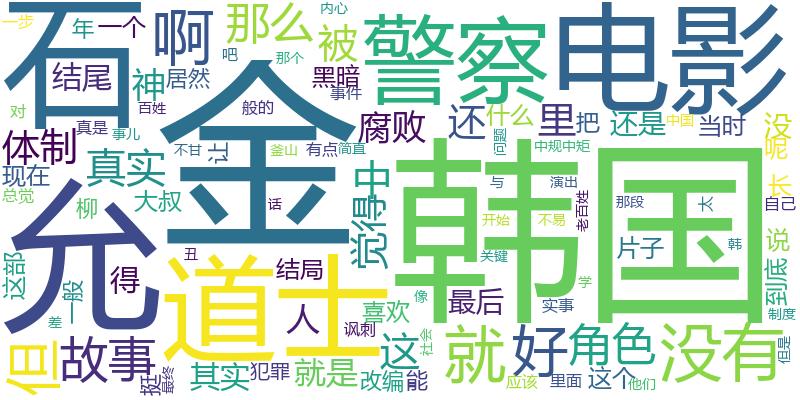 一步
年
一个
石
结尾
神
居然
啊
那么
吧
那个
内心
被
黑暗
事件
警察
电影
对
百姓
真是
事儿
般的
体制
真实
现在
大叔
总觉
柳
不甘
让
金
釜山
有点
简直
腐败
还
什么
里
把
问题
还是
中国
当时
没
呢
长
中规中矩
觉得
中
话
与
演出
老百姓
那段
太
自己
允
道士
韩国
开始
不易
关键
片子
韩
说
到底
这部
一般
得
丑
结局
人
讽刺
喜欢
像
最后
学
实事
制度
但是
但
差
故事
挺
最终
其实
犯罪
就是
改编
这
能
社会
就
应该
好
角色
里面
这个
他们
没有